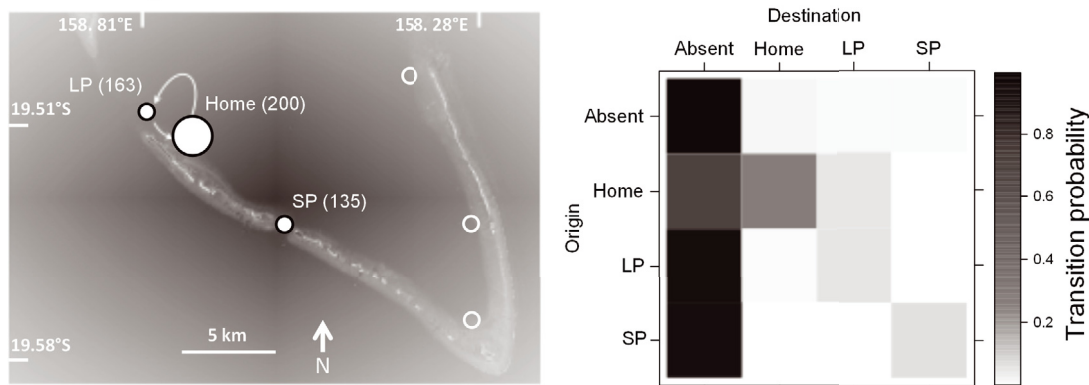 158.81°E
158.28°E
LP (163)
Home (200)
19.51°S
SP (135)
5 km
N
19.58°S
Destination
Absent
Home
LP
SP
Origin
Absent
Home
LP
SP
0.8
0.6
0.4
0.2
Transition probability